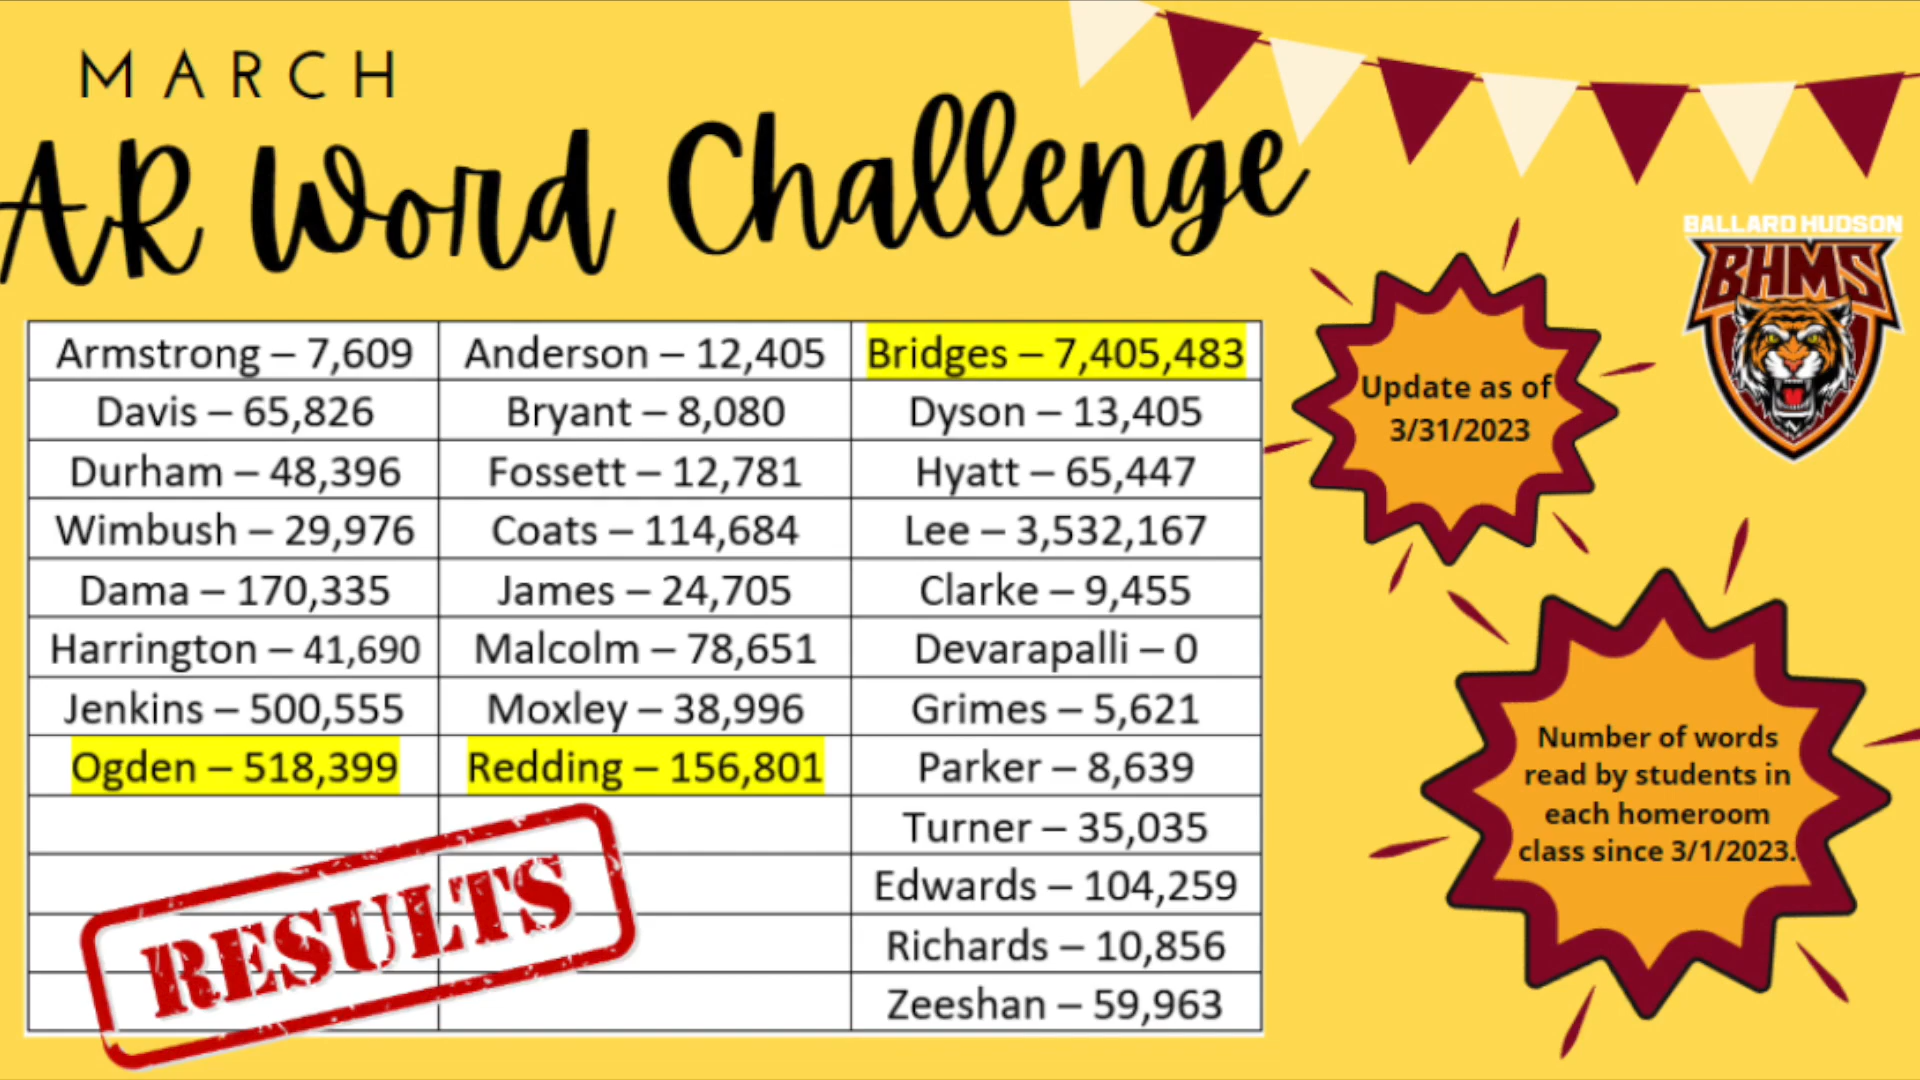 MARCH
AR Word Challenge
BALLARD HUDSON
BHMS
Armstrong – 7,609 Anderson – 12,405 Bridges – 7,405,483
Davis – 65,826 Bryant – 8,080 Dyson – 13,405
Durham – 48,396 Fossett – 12,781 Hyatt – 65,447
Wimbush – 29,976 Coats – 114,684 Lee – 3,532,167
Dama – 170,335 James – 24,705 Clarke – 9,455
Harrington – 41,690 Malcolm – 78,651 Devarapalli – 0
Jenkins – 500,555 Moxley – 38,996 Grimes – 5,621
Ogden – 518,399 Redding – 156,801 Parker – 8,639
Turner – 35,035
Edwards – 104,259
Richards – 10,856
Zeeshan – 59,963
RESULTS
Update as of
3/31/2023
Number of words
read by students in
each homeroom
class since 3/1/2023.